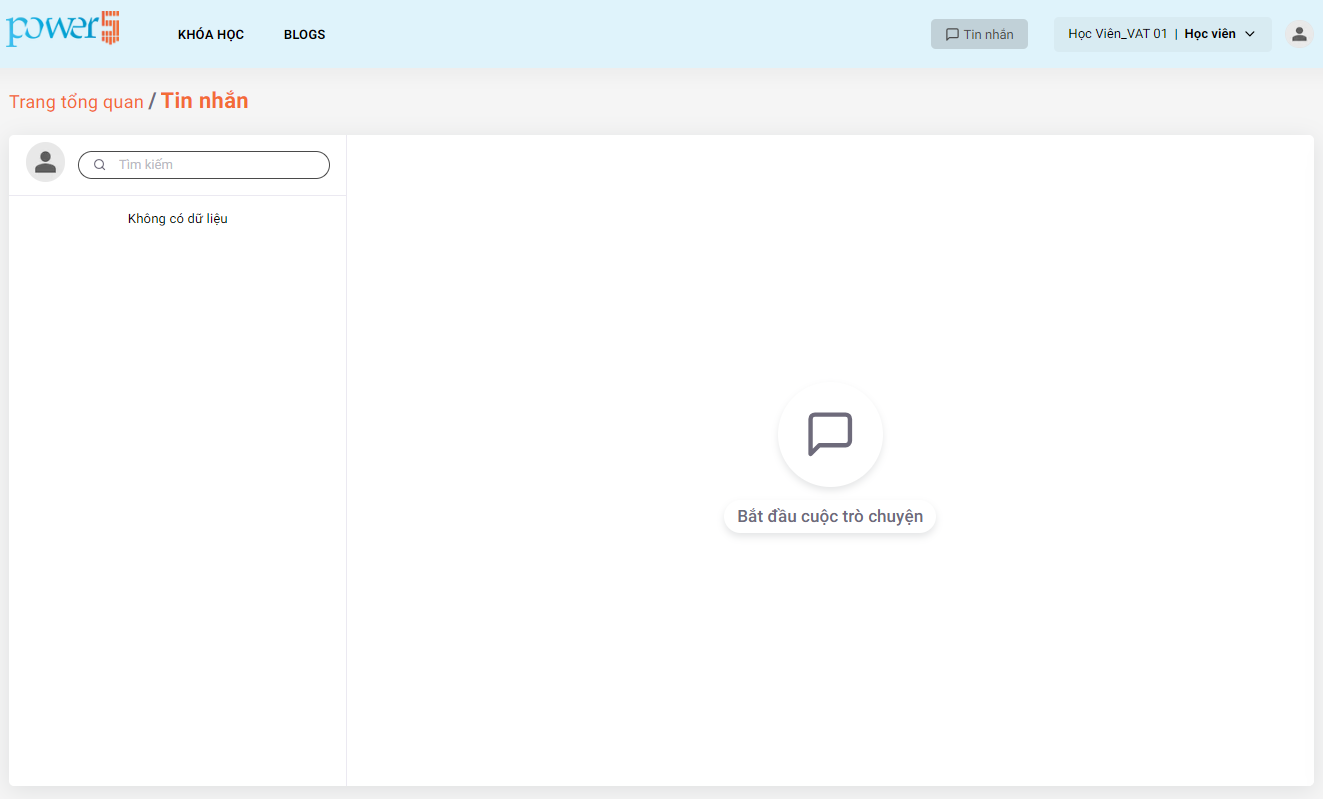 power5
KHÓA HỌC
BLOGS
Tin nhắn
Học Viên_VAT 01 | Học viên
Trang tổng quan / Tin nhắn
Tìm kiếm
Không có dữ liệu
Bắt đầu cuộc trò chuyện